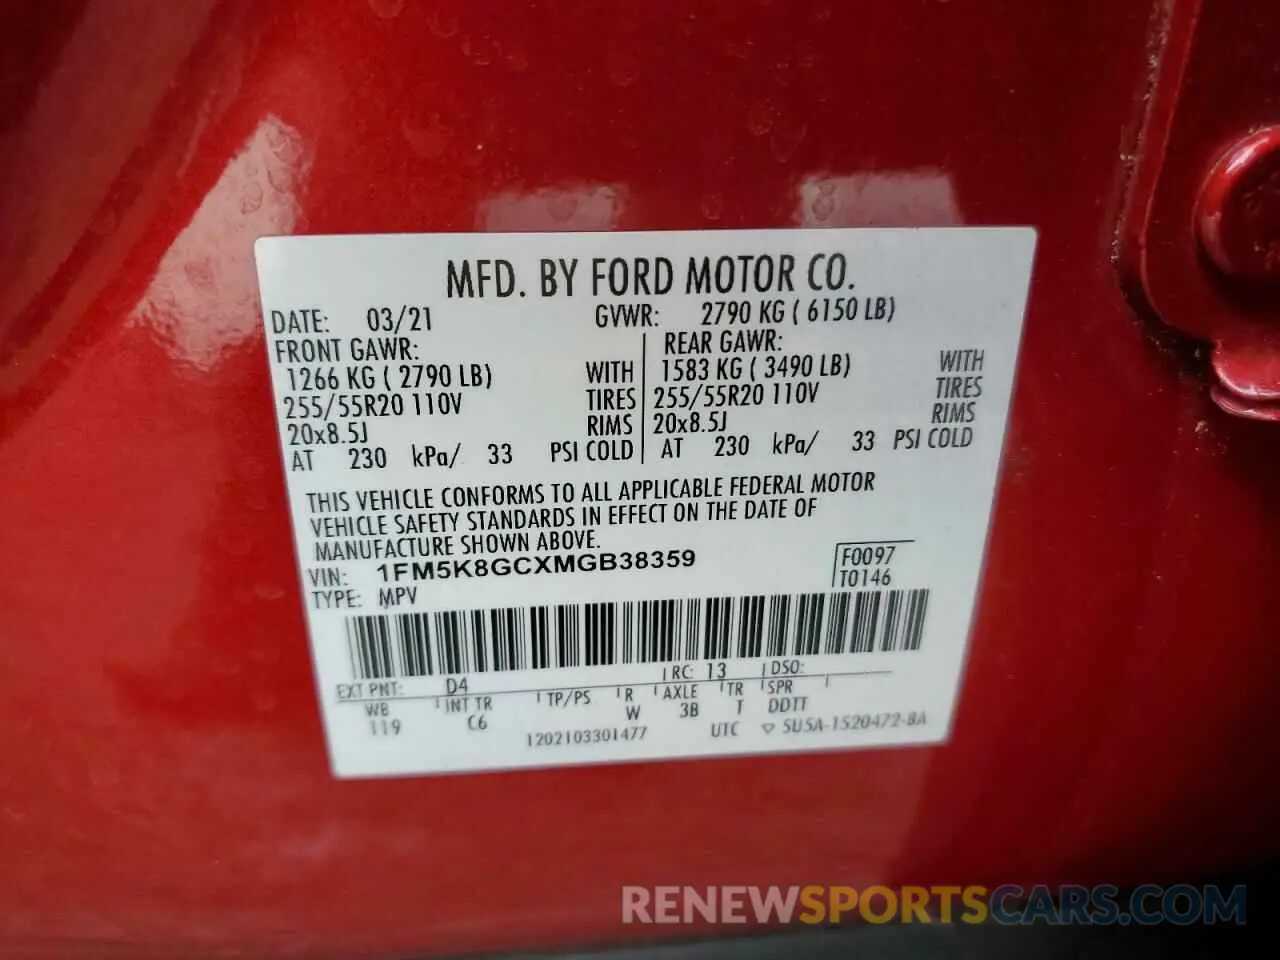 MFD. BY FORD MOTOR CO.
DATE: 03/21 GVWR: 2790 KG ( 6150 LB)
FRONT GAWR: REAR GAWR:
1266 KG ( 2790 LB) WITH 1583 KG ( 3490 LB) WITH
255/55R20 110V TIRES 255/55R20 110V TIRES
20x8.5J RIMS 20x8.5J RIMS
AT 230 kPa/ 33 PSI COLD AT 230 kPa/ 33 PSI COLD
THIS VEHICLE CONFORMS TO ALL APPLICABLE FEDERAL MOTOR
VEHICLE SAFETY STANDARDS IN EFFECT ON THE DATE OF
MANUFACTURE SHOWN ABOVE.
VIN: 1FM5K8GCXMGB38359 F0097
TYPE: MPV T0146
EXT PNT: D4 RC: 13 DSO:
WB INT TR TP/PS R AXLE TR SPR
119 C6 W 3B T DDTT
1202103301477 UTC ▽ 5U5A-1520472-BA
RENEWSPORTSCARS.COM